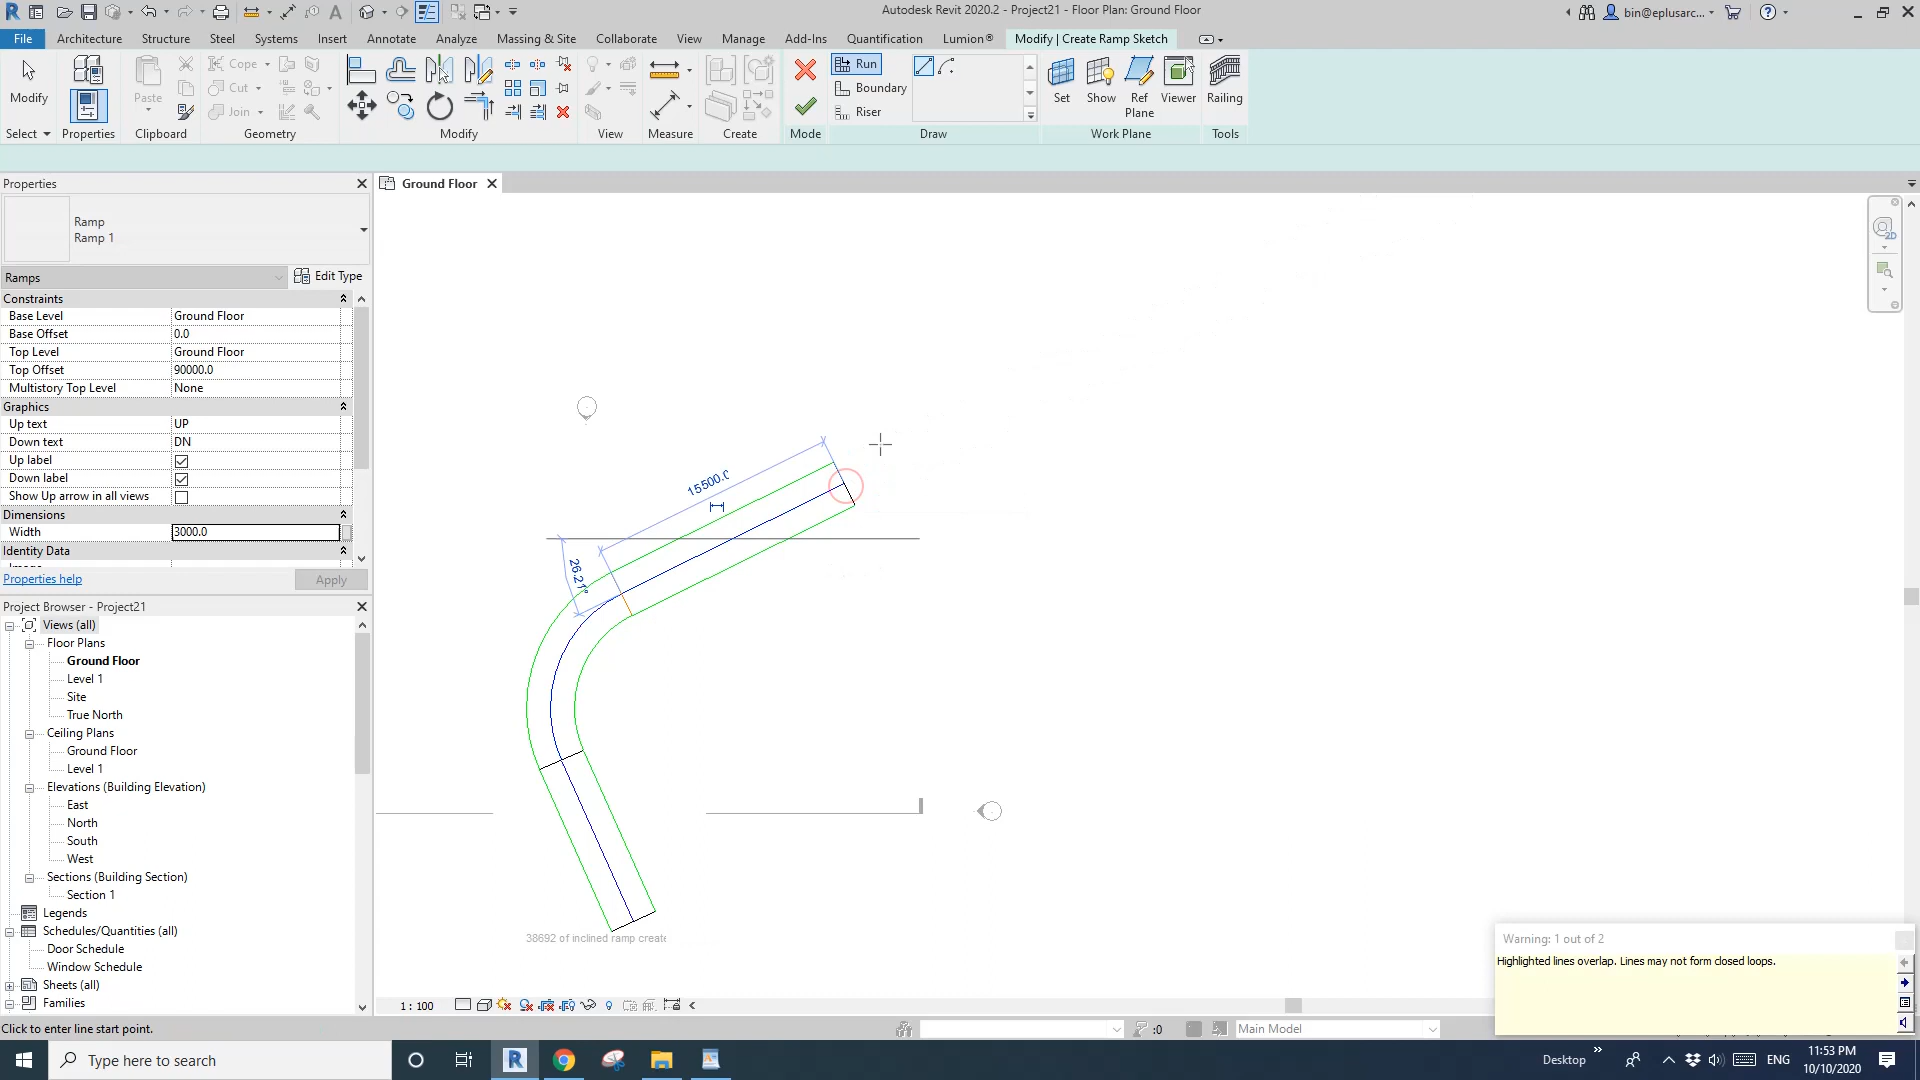 Autodesk Revit 2020.2 - Project21 - Floor Plan: Ground Floor
bin@eplusarc...
File
Architecture
Structure
Steel
Systems
Insert
Annotate
Analyze
Massing & Site
Collaborate
View
Manage
Add-Ins
Quantification
Lumion®
Modify | Create Ramp Sketch
Modify
Select
Properties
Paste
Clipboard
Cope
Cut
Join
Geometry
Modify
View
Measure
Create
Mode
Run
Boundary
Riser
Draw
Set
Show
Ref Plane
Viewer
Work Plane
Railing
Tools
Properties
Ramp
Ramp 1
Ramps
Edit Type
Constraints
Base Level Ground Floor
Base Offset 0.0
Top Level Ground Floor
Top Offset 90000.0
Multistory Top Level None
Graphics
Up text UP
Down text DN
Up label
Down label
Show Up arrow in all views
Dimensions
Width 3000.0
Identity Data
Properties help
Apply
Project Browser - Project21
Views (all)
Floor Plans
Ground Floor
Level 1
Site
True North
Ceiling Plans
Ground Floor
Level 1
Elevations (Building Elevation)
East
North
South
West
Sections (Building Section)
Section 1
Legends
Schedules/Quantities (all)
Door Schedule
Window Schedule
Sheets (all)
Families
Ground Floor
2D
15500.0
26.21°
38692 of inclined ramp create
Warning: 1 out of 2
Highlighted lines overlap. Lines may not form closed loops.
1 : 100
Click to enter line start point.
:0
Main Model
Type here to search
Desktop
ENG
11:53 PM
10/10/2020